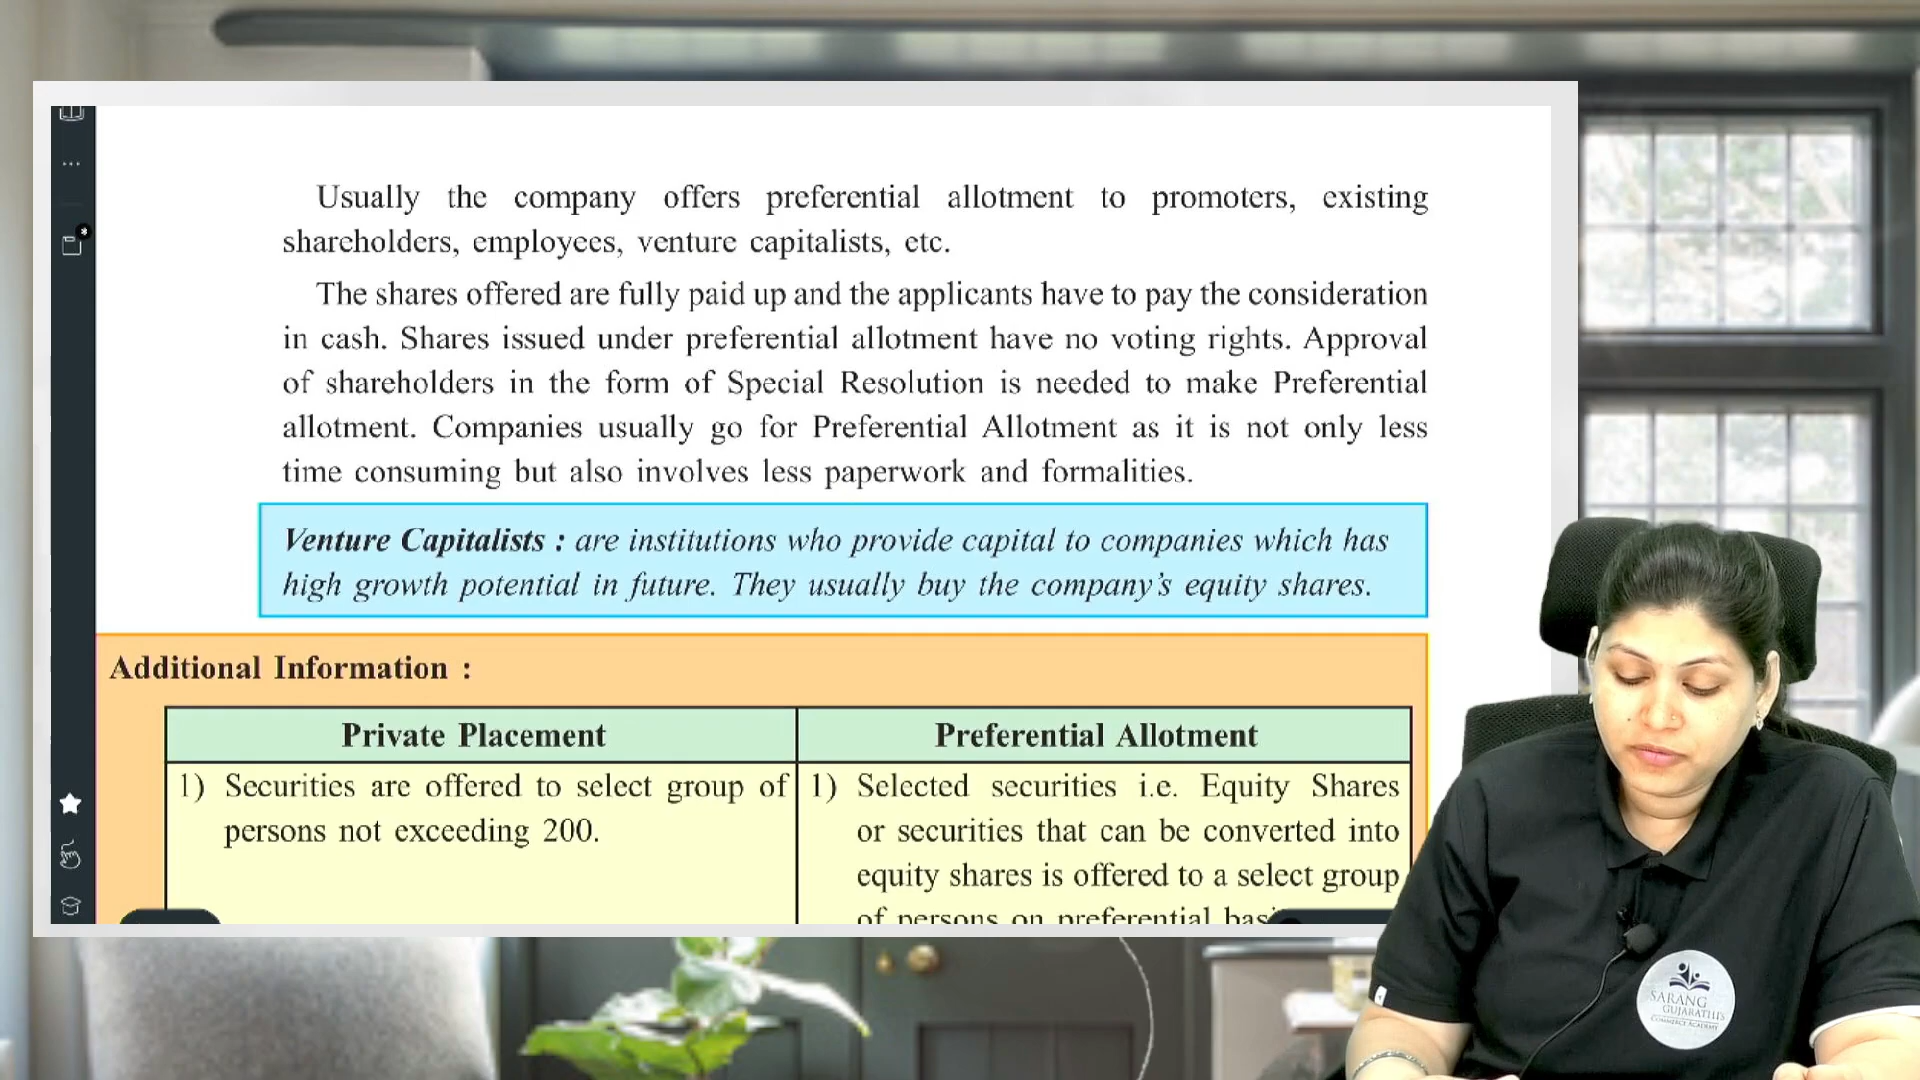 Usually the company offers preferential allotment to promoters, existing
shareholders, employees, venture capitalists, etc.
The shares offered are fully paid up and the applicants have to pay the consideration
in cash. Shares issued under preferential allotment have no voting rights. Approval
of shareholders in the form of Special Resolution is needed to make Preferential
allotment. Companies usually go for Preferential Allotment as it is not only less
time consuming but also involves less paperwork and formalities.
Venture Capitalists : are institutions who provide capital to companies which has
high growth potential in future. They usually buy the company's equity shares.
Additional Information :
Private Placement
1) Securities are offered to select group of
persons not exceeding 200.
Preferential Allotment
1) Selected securities i.e. Equity Shares
or securities that can be converted into
equity shares is offered to a select group
of persons on preferential
SARANG
GUJARATHI'S
COMMERCE ACADEMY